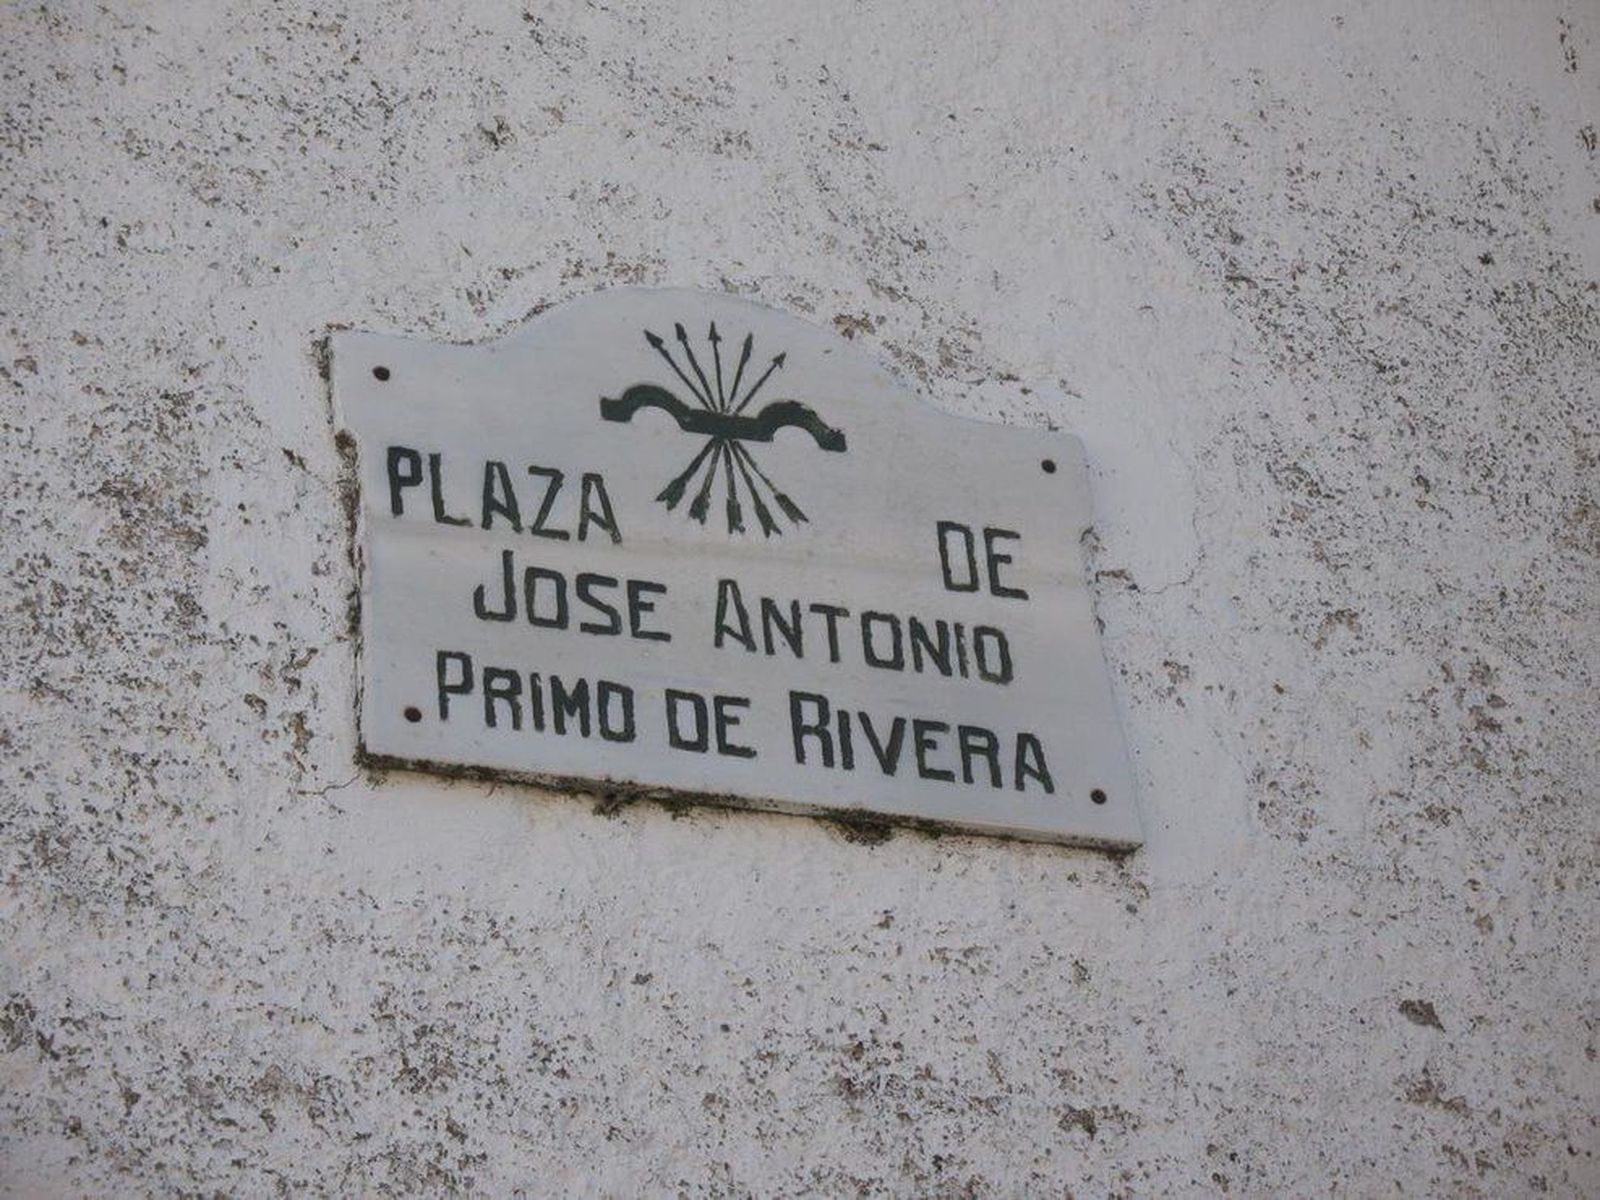 PLAZA DE
JOSE ANTONIO
PRIMO DE RIVERA